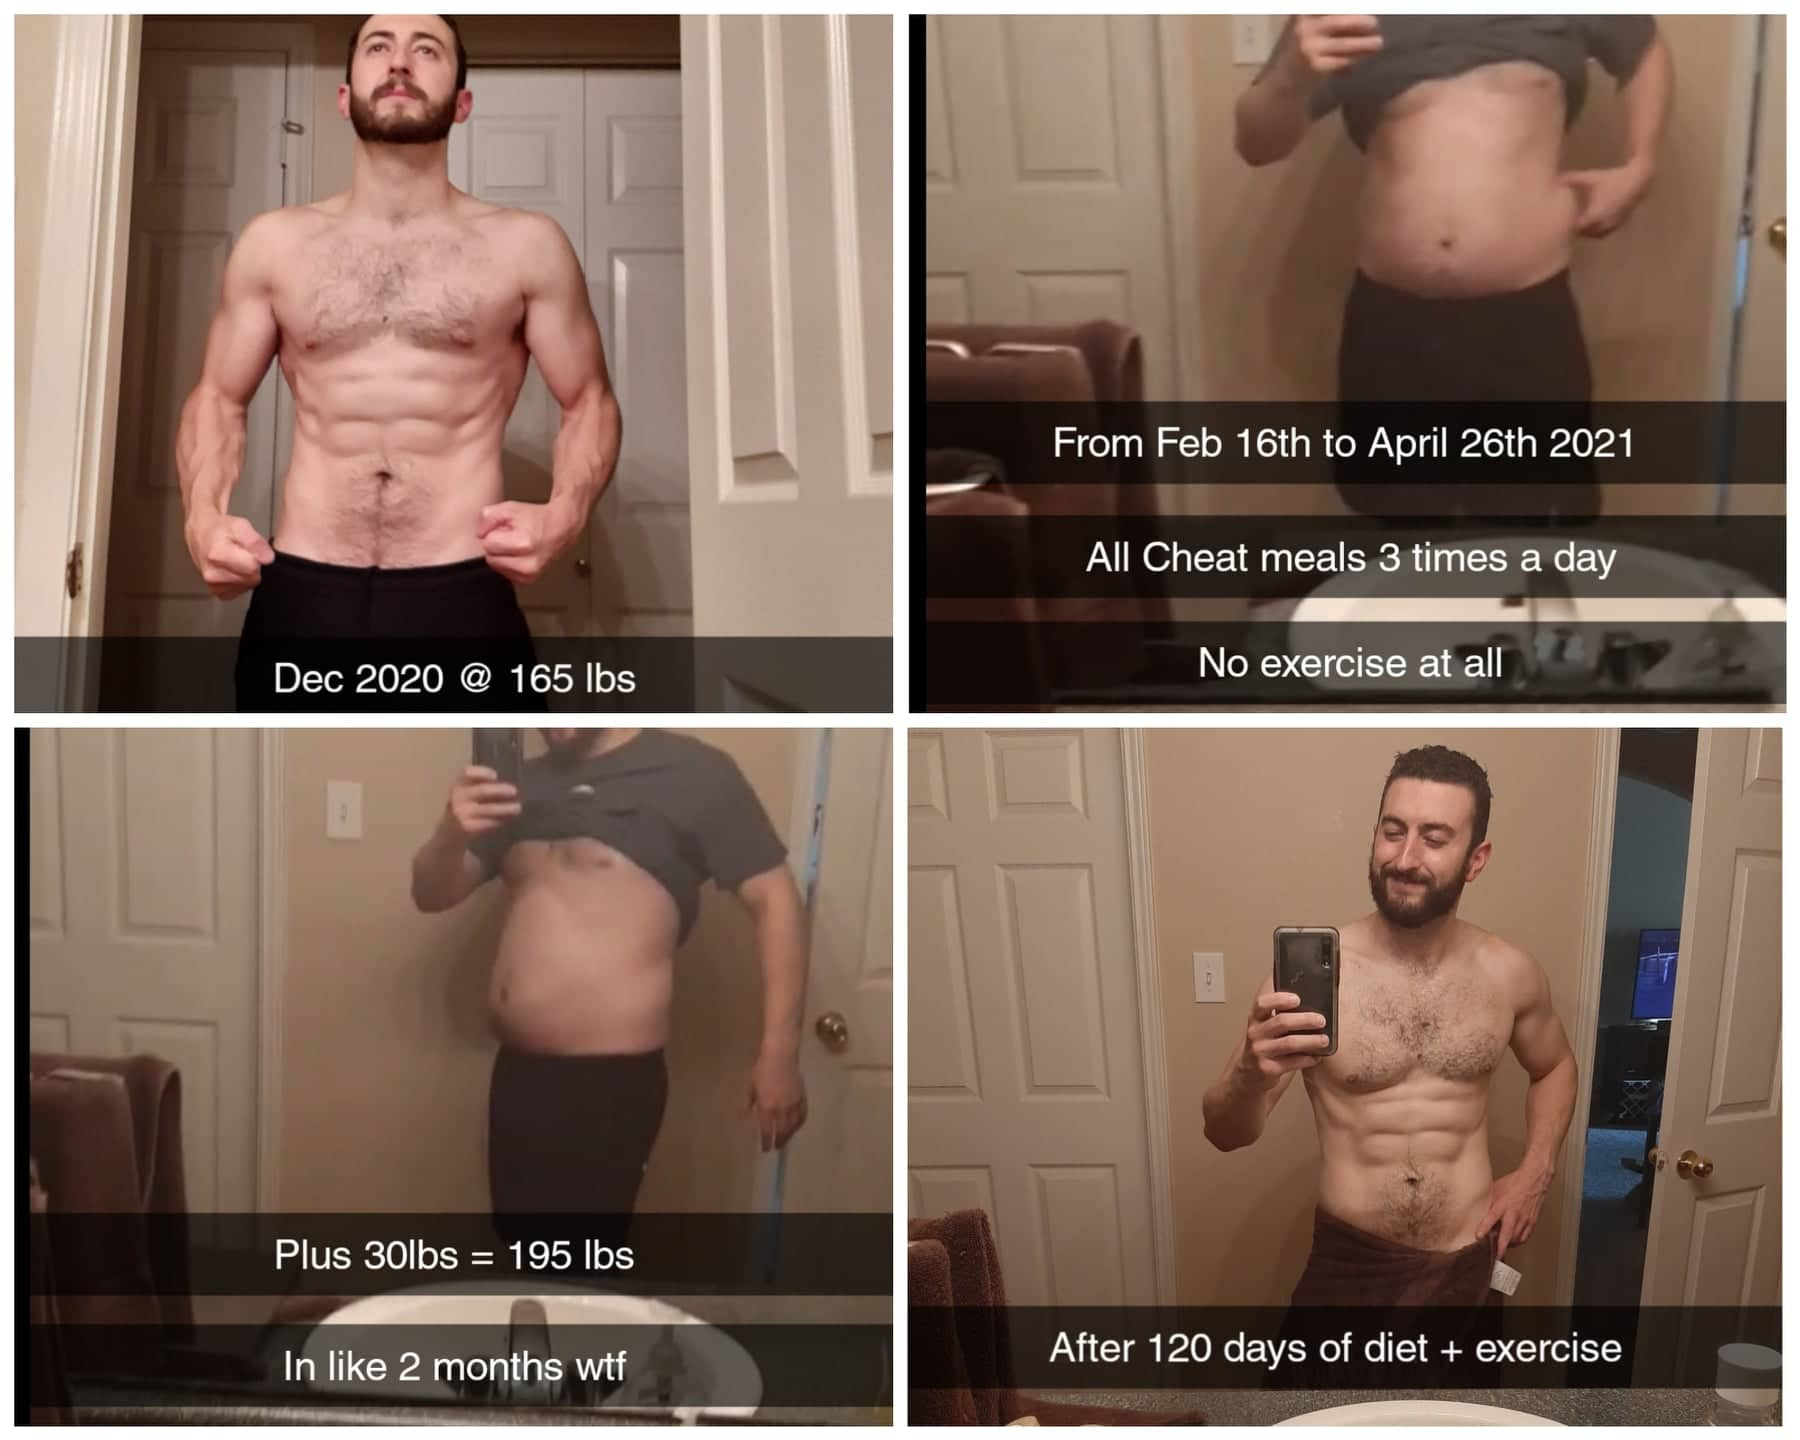 Dec 2020 @ 165 lbs
From Feb 16th to April 26th 2021
All Cheat meals 3 times a day
No exercise at all
Plus 30lbs = 195 lbs
In like 2 months wtf
After 120 days of diet + exercise